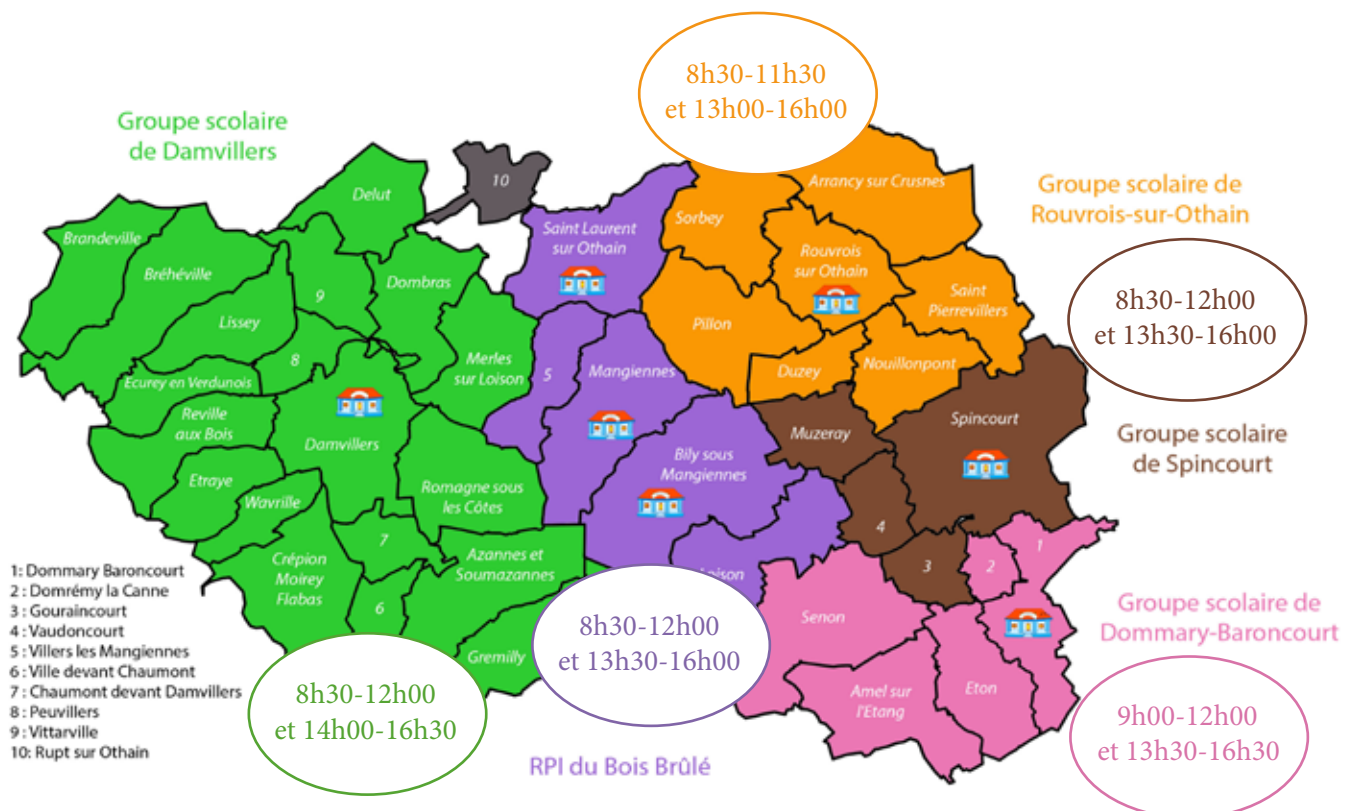 8h30-11h30
et 13h00-16h00
Groupe scolaire
de Damvillers
10
Delut
Arrancy sur Crusnes
Groupe scolaire de
Rouvrois-sur-Othain
Brandeville
Bréhéville
Saint Laurent
sur Othain
Sorbey
Rouvrois
sur Othain
Dombras
9
Lissey
Pillon
Saint
Pierrevillers
8h30-12h00
et 13h30-16h00
8
Merles
sur Loison
5
Mangiennes
Duzey
Nouillonpont
Ecurey en Verdunois
Reville
aux Bois
Damvillers
Muzeray
Spincourt
Groupe scolaire
de Spincourt
Bily sous
Mangiennes
Etraye
Wavrille
Romagne sous
les Côtes
4
7
Azannes et
Soumazannes
Crépion
Moirey
Flabas
6
3
2
1
1: Dommary Baroncourt
2 : Domrémy la Canne
3 : Gouraincourt
4 : Vaudoncourt
5 : Villers les Mangiennes
6 : Ville devant Chaumont
7 : Chaumont devant Damvillers
8 : Peuvillers
9 : Vittarville
10: Rupt sur Othain
Senon
Groupe scolaire de
Dommary-Baroncourt
Gremilly
8h30-12h00
et 13h30-16h00
Amel sur
l'Etang
Eton
8h30-12h00
et 14h00-16h30
9h00-12h00
et 13h30-16h30
RPI du Bois Brûlé